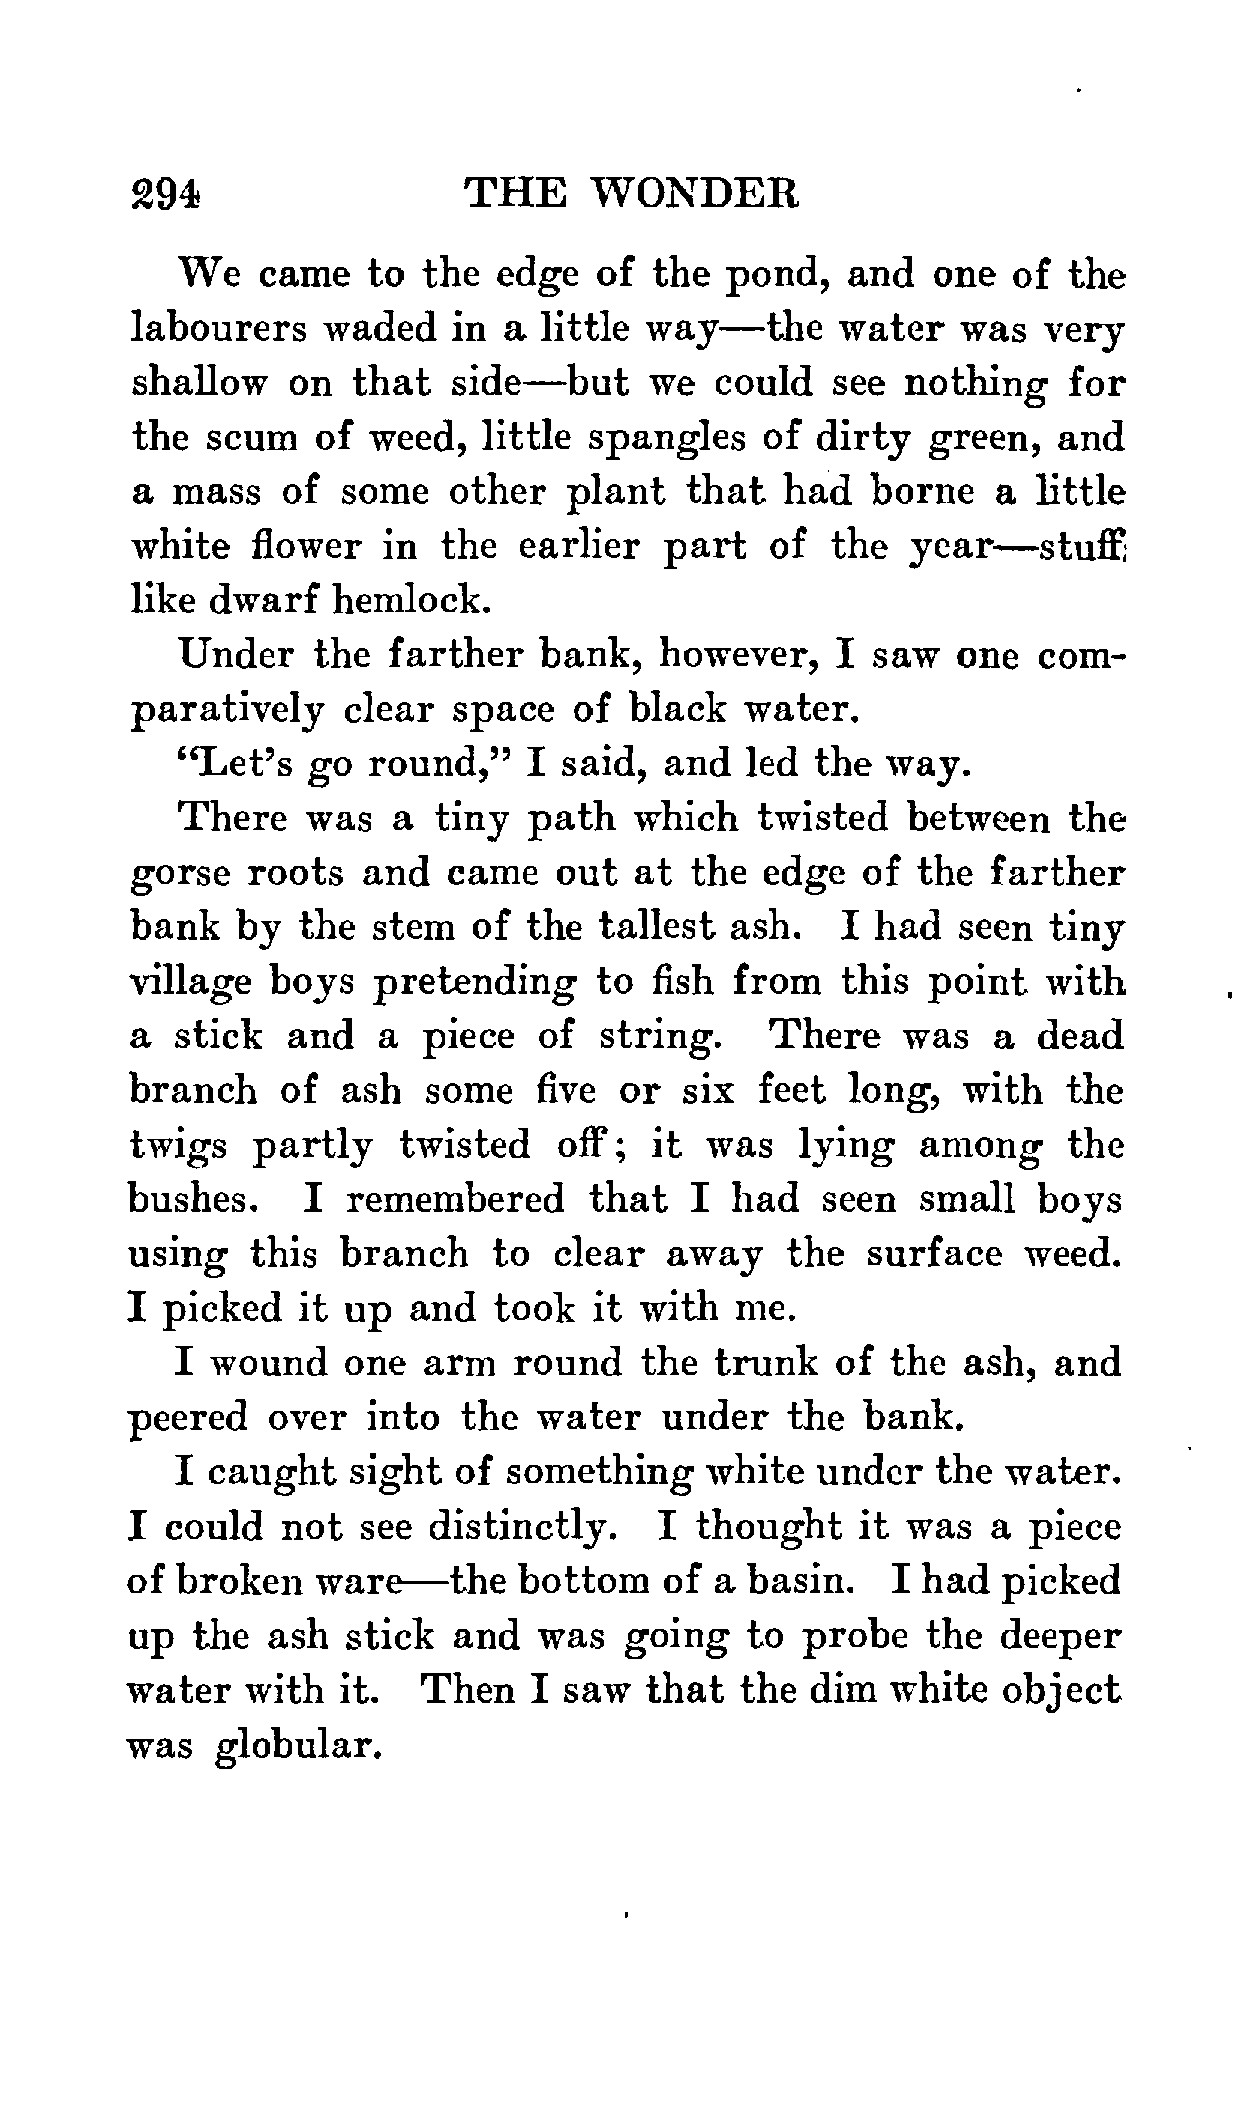 294 THE WONDER
We came to the edge of the pond, and one of the
labourers waded in a little way—the water was very
shallow on that side—but we could see nothing for
the scum of weed, little spangles of dirty green, and
a mass of some other plant that had borne a little
white flower in the earlier part of the year—stuff
like dwarf hemlock.
Under the farther bank, however, I saw one com-
paratively clear space of black water.
“Let’s go round,” I said, and led the way.
There was a tiny path which twisted between the
gorse roots and came out at the edge of the farther
bank by the stem of the tallest ash. I had seen tiny
village boys pretending to fish from this point with
a stick and a piece of string. There was a dead
branch of ash some five or six feet long, with the
twigs partly twisted off; it was lying among the
bushes. I remembered that I had seen small boys
using this branch to clear away the surface weed.
I picked it up and took it with me.
I wound one arm round the trunk of the ash, and
peered over into the water under the bank.
I caught sight of something white under the water.
I could not see distinctly. I thought it was a piece
of broken ware—the bottom of a basin. I had picked
up the ash stick and was going to probe the deeper
water with it. Then I saw that the dim white object
was globular.